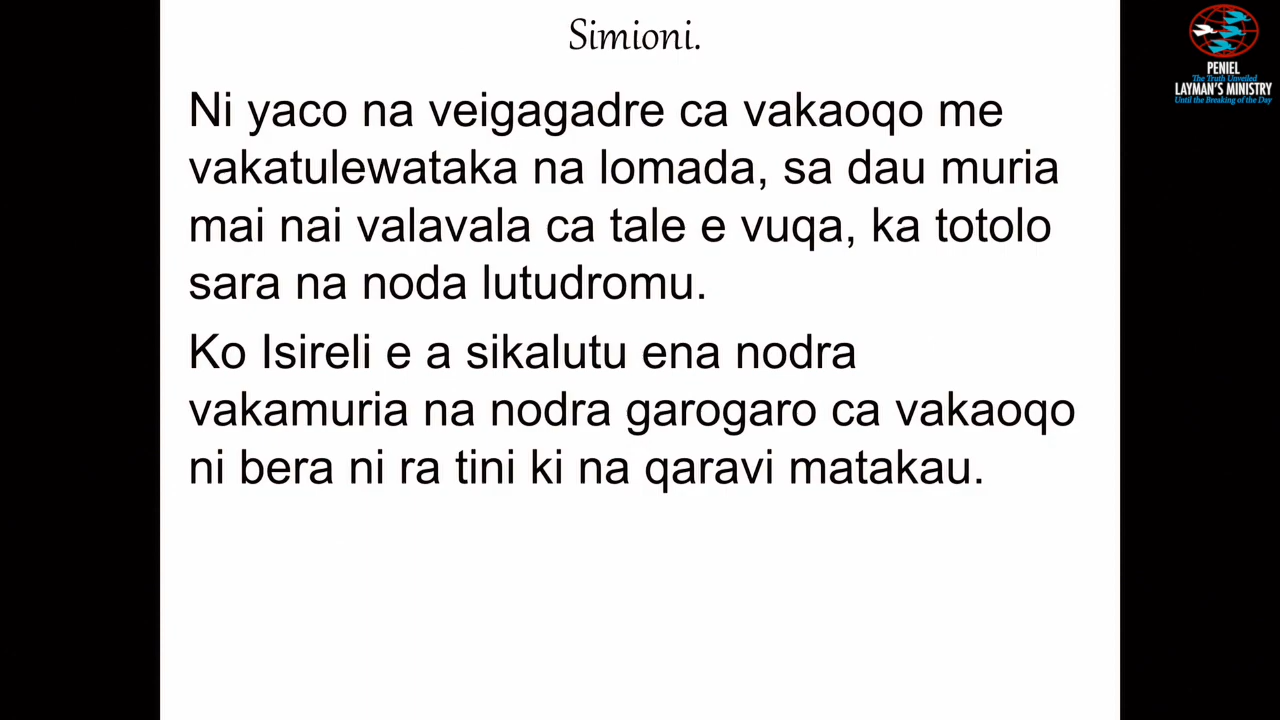 Simioni.
PENIEL
The Truth Unveiled
LAYMAN'S MINISTRY
Until the Breaking of the Day
Ni yaco na veigagadre ca vakaoqo me
vakatulewataka na lomada, sa dau muria
mai nai valavala ca tale e vuqa, ka totolo
sara na noda lutudromu.
Ko Isireli e a sikalutu ena nodra
vakamuria na nodra garogaro ca vakaoqo
ni bera ni ra tini ki na qaravi matakau.